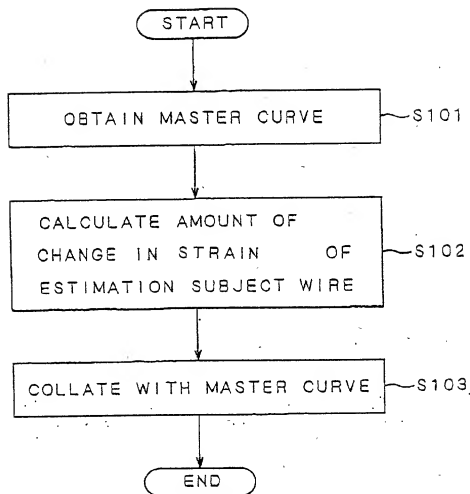 START
OBTAIN MASTER CURVE
S101
CALCULATE AMOUNT OF
CHANGE IN STRAIN OF
ESTIMATION SUBJECT WIRE
S102
COLLATE WITH MASTER CURVE
S103
END